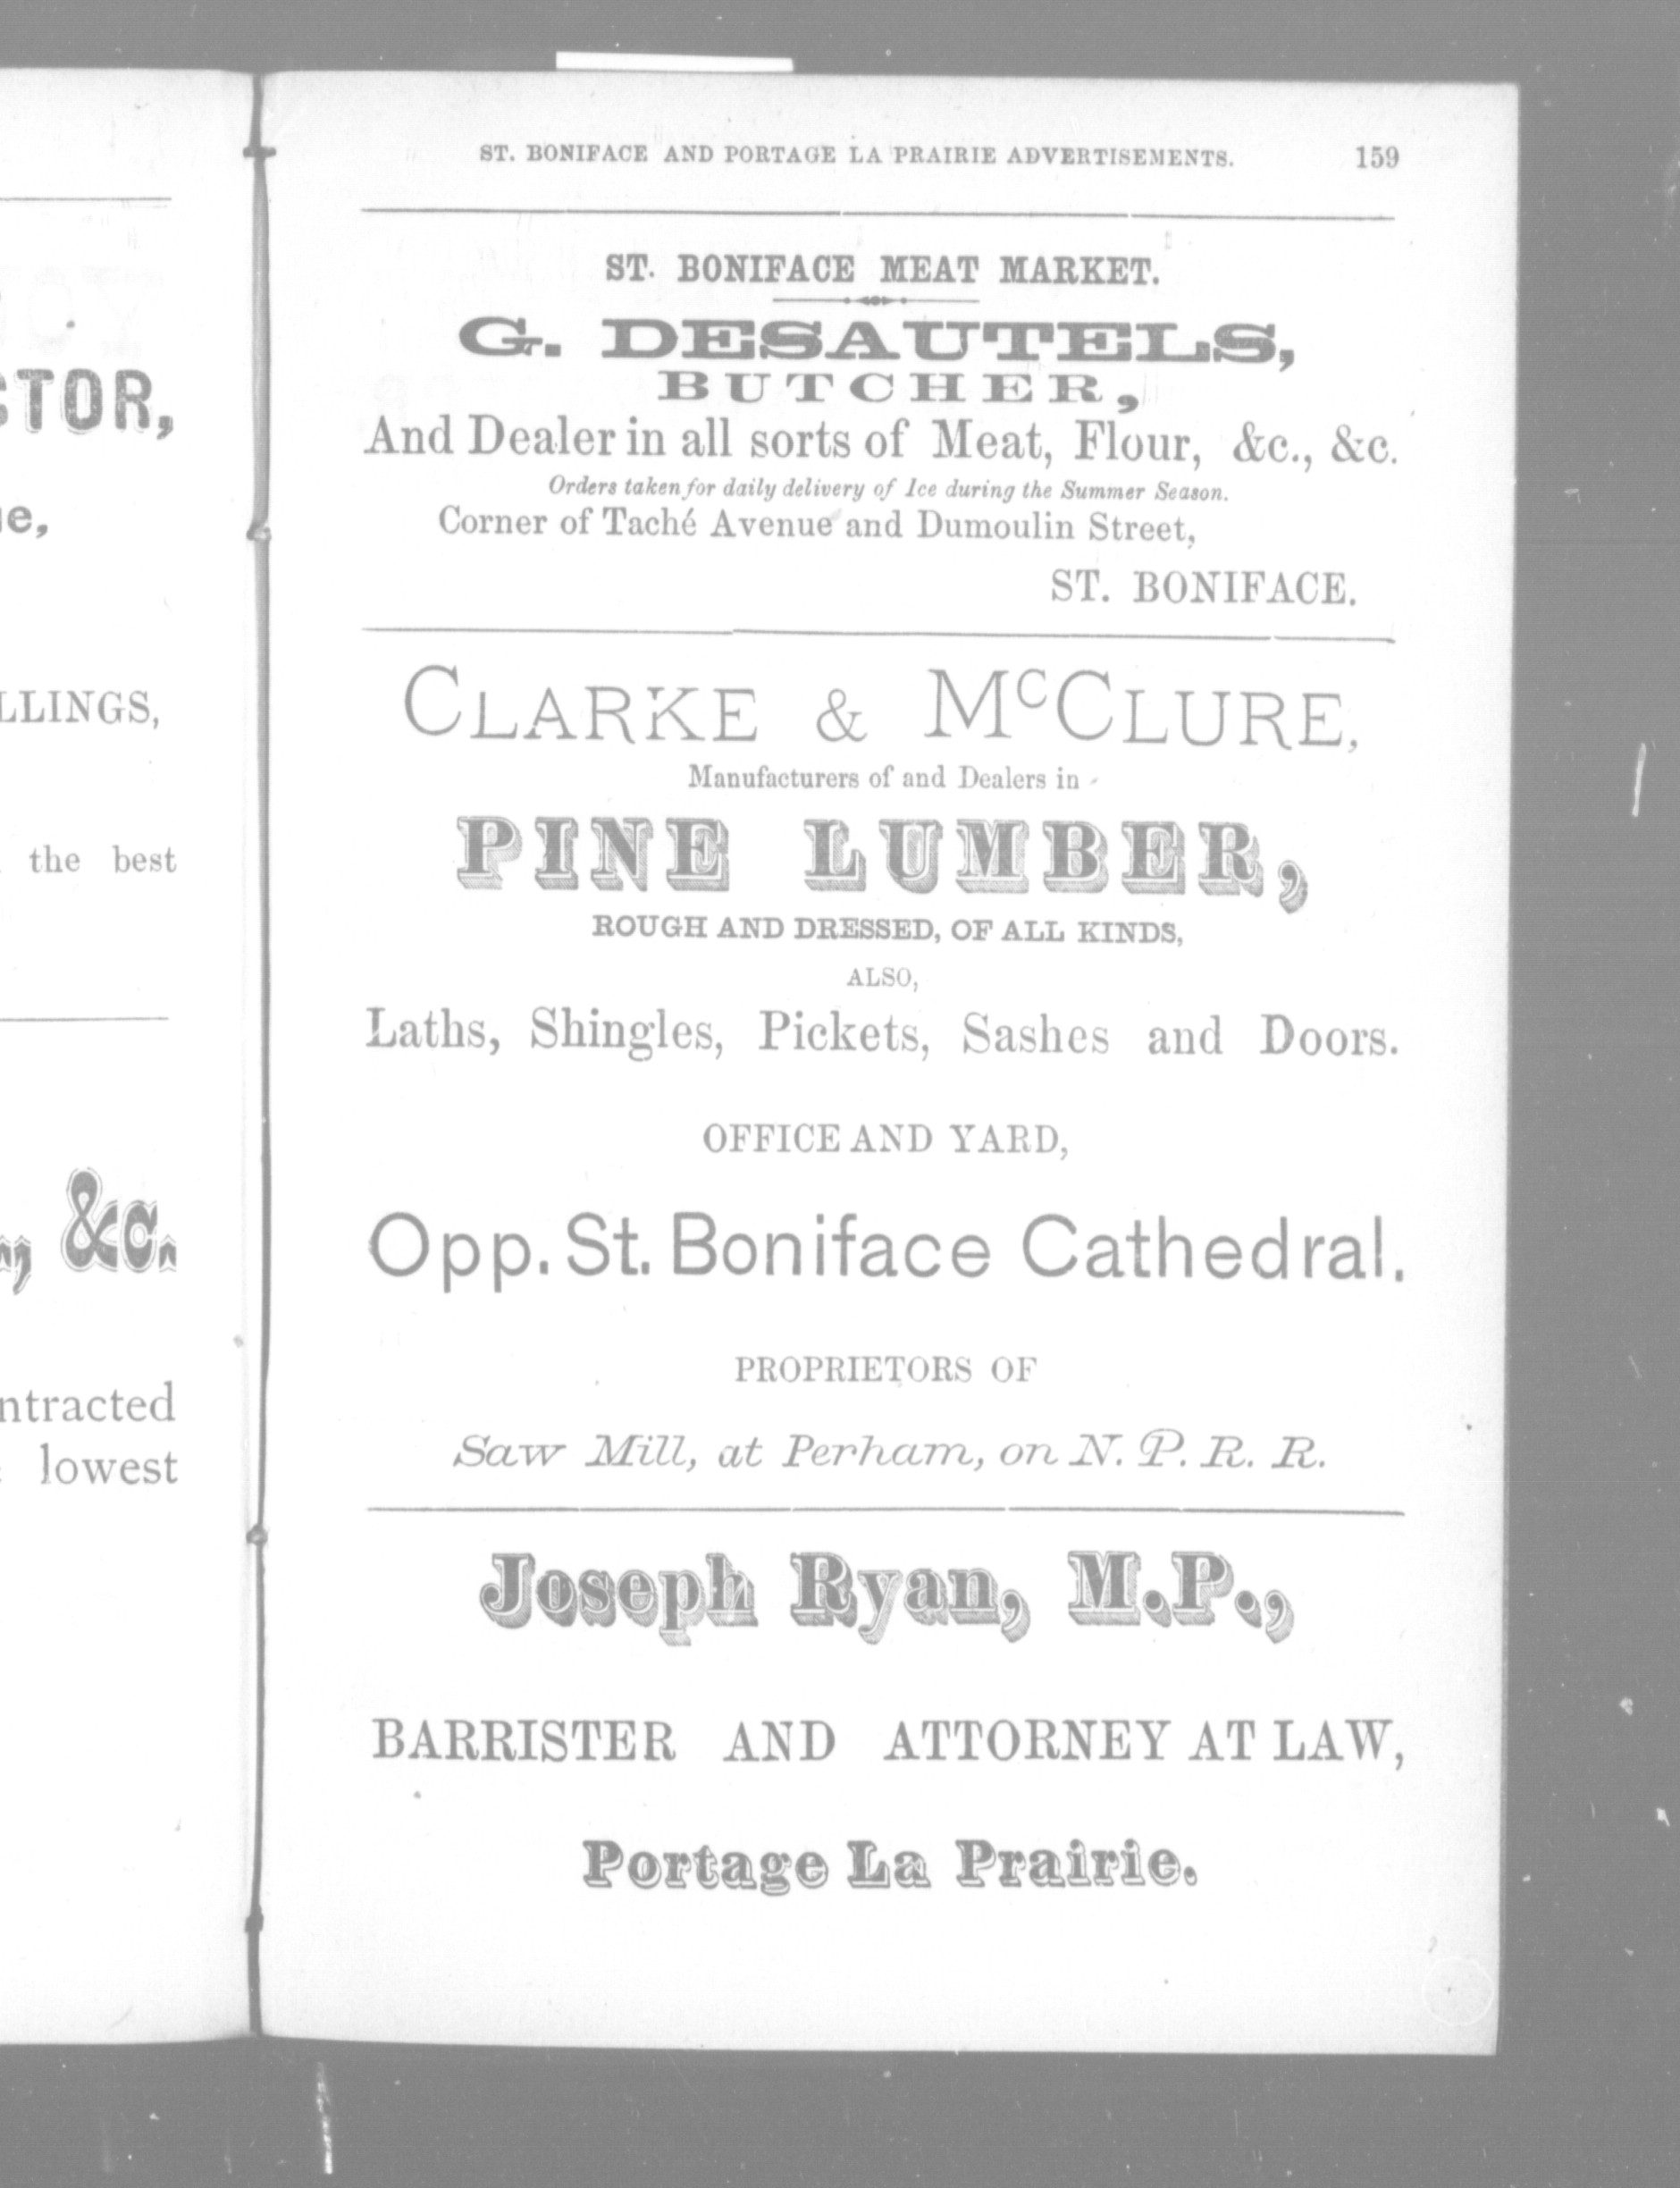 CTOR,
e,
LLINGS,
the best
&c.
ntracted
lowest
ST. BONIFACE AND PORTAGE LA PRAIRIE ADVERTISEMENTS. 159
ST. BONIFACE MEAT MARKET.
G. DESAUTELS,
BUTCHER,
And Dealer in all sorts of Meat, Flour, &c., &c.
Orders taken for daily delivery of Ice during the Summer Season.
Corner of Taché Avenue and Dumoulin Street,
ST. BONIFACE.
CLARKE & McCLURE,
Manufacturers of and Dealers in
PINE LUMBER,
ROUGH AND DRESSED, OF ALL KINDS,
ALSO,
Laths, Shingles, Pickets, Sashes and Doors.
OFFICE AND YARD,
Opp. St. Boniface Cathedral.
PROPRIETORS OF
Saw Mill, at Perham, on N. P. R. R.
Joseph Ryan, M.P.,
BARRISTER AND ATTORNEY AT LAW,
Portage La Prairie.